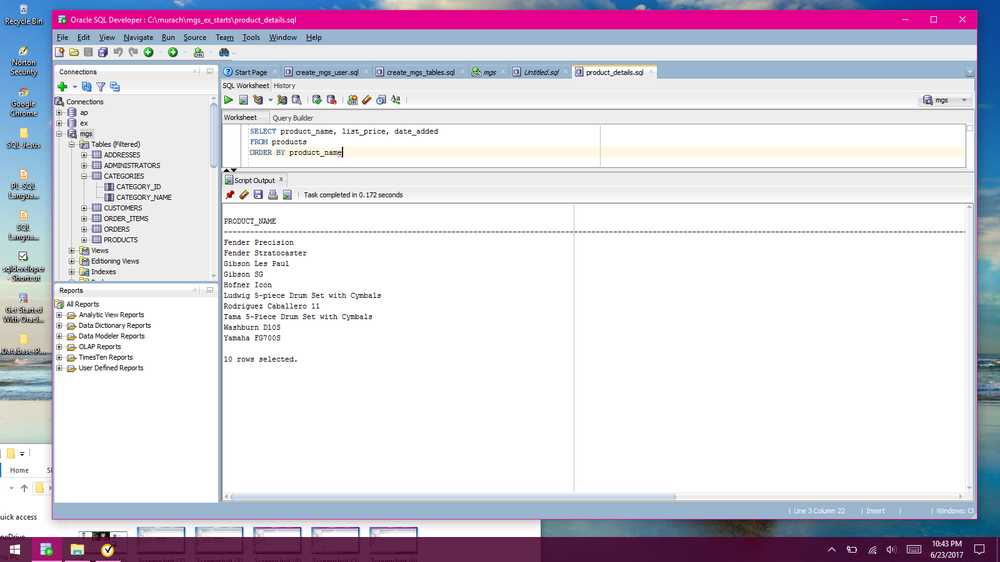 Recycle Bin
Norton
Security
Google
Chrome
SQL-Jesus
PL-SQL
Langua...
SQL
Langua...
sqldeveloper
- Shortcut
Get Started
With Oracl...
Database-P...
Oracle SQL Developer : C:\murach\mgs_ex_starts\product_details.sql
File Edit View Navigate Run Source Team Tools Window Help
Connections
Connections
ap
ex
mgs
Tables (Filtered)
ADDRESSES
ADMINISTRATORS
CATEGORIES
CATEGORY_ID
CATEGORY_NAME
CUSTOMERS
ORDER_ITEMS
ORDERS
PRODUCTS
Views
Editioning Views
Indexes
Reports
All Reports
Analytic View Reports
Data Dictionary Reports
Data Modeler Reports
OLAP Reports
TimesTen Reports
User Defined Reports
Start Page create_mgs_user.sql create_mgs_tables.sql mgs Untitled.sql product_details.sql
SQL Worksheet History
mgs
Worksheet Query Builder
SELECT product_name, list_price, date_added
FROM products
ORDER BY product_name
Script Output
Task completed in 0.172 seconds
PRODUCT_NAME
Fender Precision
Fender Stratocaster
Gibson Les Paul
Gibson SG
Hofner Icon
Ludwig 5-piece Drum Set with Cymbals
Rodriguez Caballero 11
Tama 5-Piece Drum Set with Cymbals
Washburn D10S
Yamaha FG700S
10 rows selected.
Line 3 Column 22 Insert Windows: CF
Home
uick access
neDrive
his PC
Screenshot (1) Screenshot (2) Screenshot (3) Screenshot (4) Screenshot (5) Screenshot (6)
10:43 PM
6/23/2017